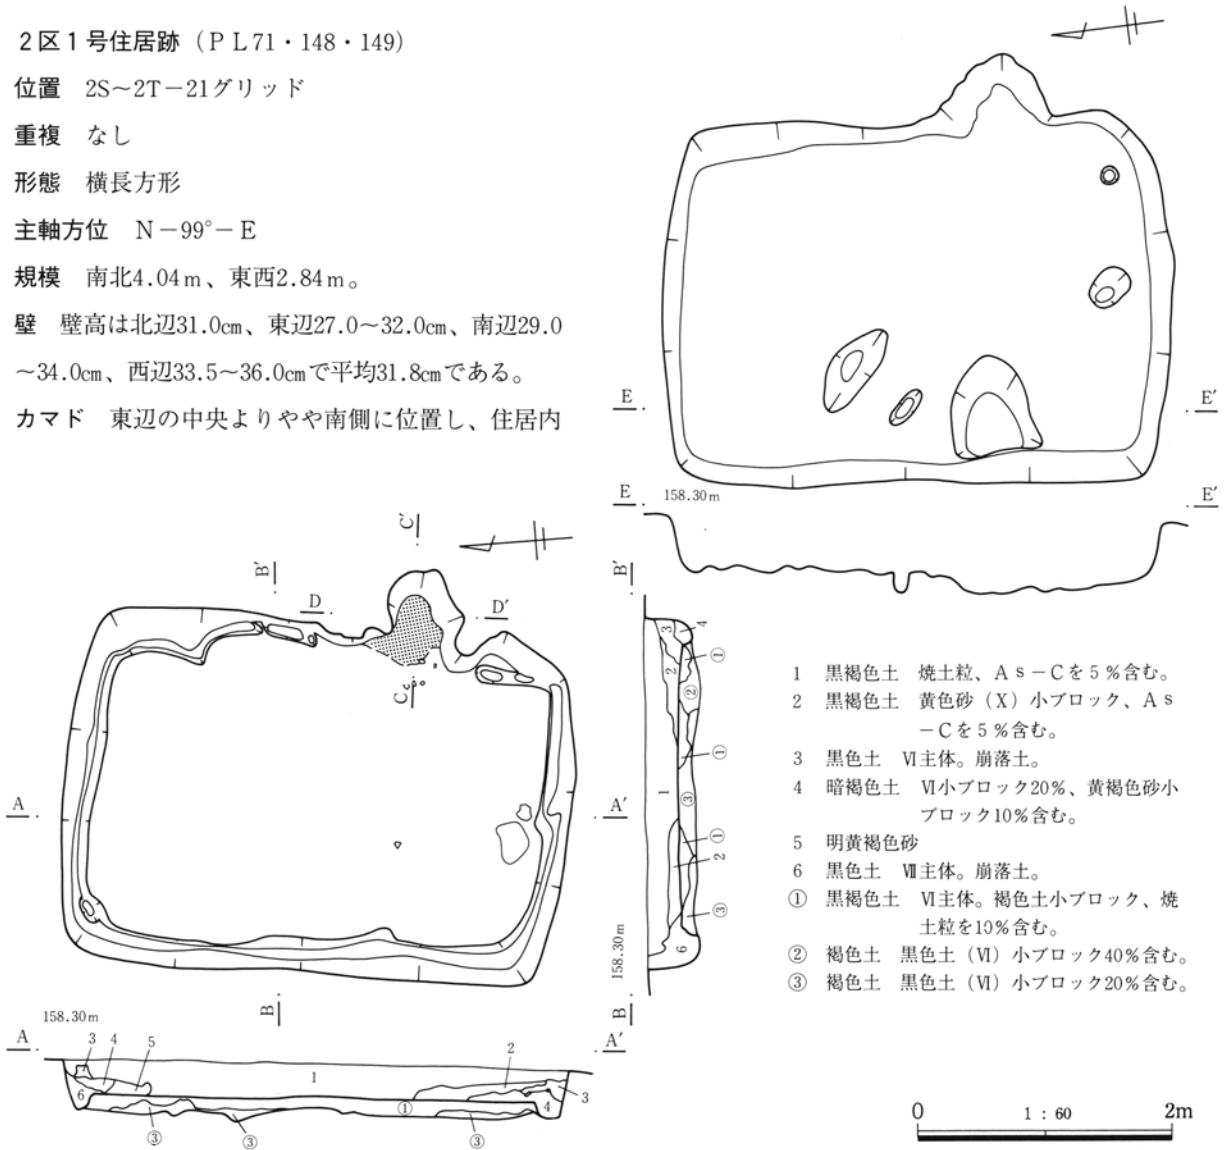 ２区１号住居跡（ＰＬ71・148・149）
位置　2S～2T－21グリッド
重複　なし
形態　横長方形
主軸方位　Ｎ－99°－Ｅ
規模　南北4.04ｍ、東西2.84ｍ。
壁　壁高は北辺31.0㎝、東辺27.0～32.0㎝、南辺29.0
～34.0㎝、西辺33.5～36.0㎝で平均31.8㎝である。
カマド　東辺の中央よりやや南側に位置し、住居内
E
E′
E
158.30ｍ
E′
C′
B′
D
D′
C
A
A′
B
B′
3
4
①
2
②
①
1
③
①
2
③
6
158.30ｍ
B
158.30ｍ
A
A′
3
4
5
1
2
3
6
①
4
③
③
③
1　黒褐色土　焼土粒、Ａｓ－Ｃを５％含む。
2　黒褐色土　黄色砂（Ⅹ）小ブロック、Ａｓ
－Ｃを５％含む。
3　黒色土　Ⅵ主体。崩落土。
4　暗褐色土　Ⅵ小ブロック20％、黄褐色砂小
ブロック10％含む。
5　明黄褐色砂
6　黒色土　Ⅶ主体。崩落土。
①　黒褐色土　Ⅵ主体。褐色土小ブロック、焼
土粒を10％含む。
②　褐色土　黒色土（Ⅵ）小ブロック40％含む。
③　褐色土　黒色土（Ⅵ）小ブロック20％含む。
0　1：60　2m